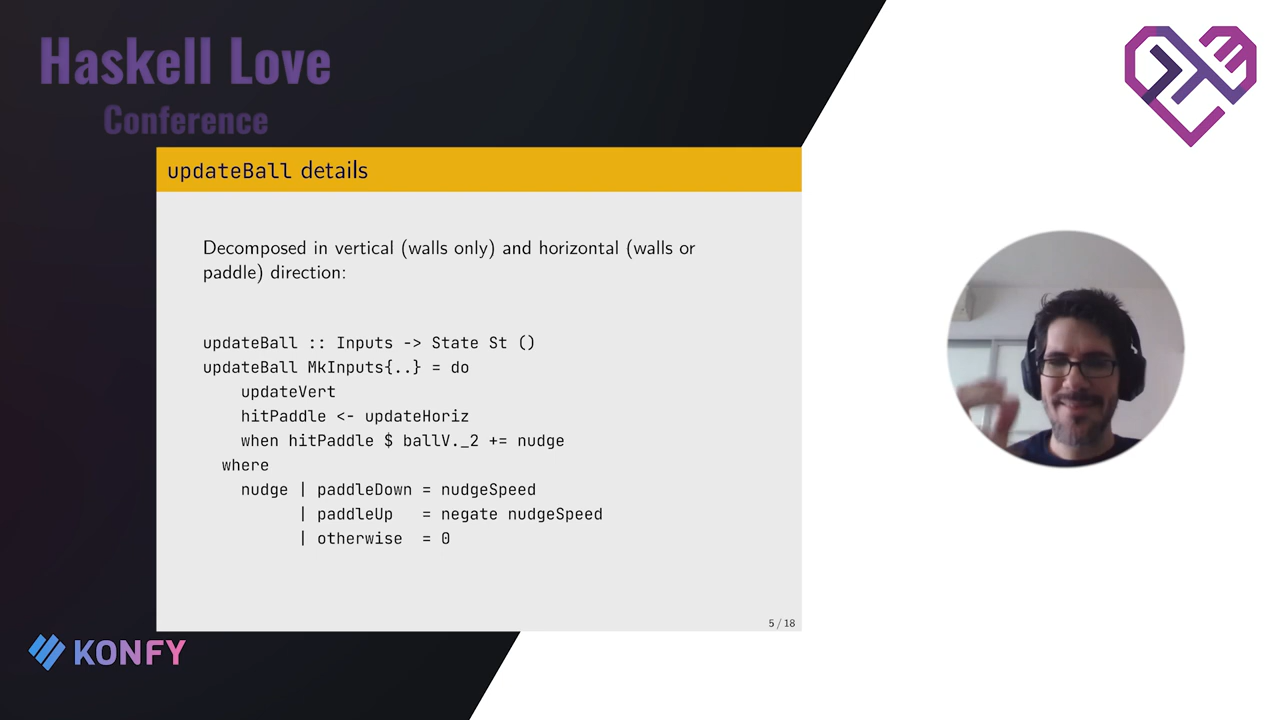 Haskell Love
Conference
updateBall details
Decomposed in vertical (walls only) and horizontal (walls or
paddle) direction:
updateBall :: Inputs -> State St ()
updateBall MkInputs{..} = do
    updateVert
    hitPaddle <- updateHoriz
    when hitPaddle $ ballV._2 += nudge
  where
    nudge | paddleDown = nudgeSpeed
          | paddleUp   = negate nudgeSpeed
          | otherwise  = 0
5 / 18
KONFY